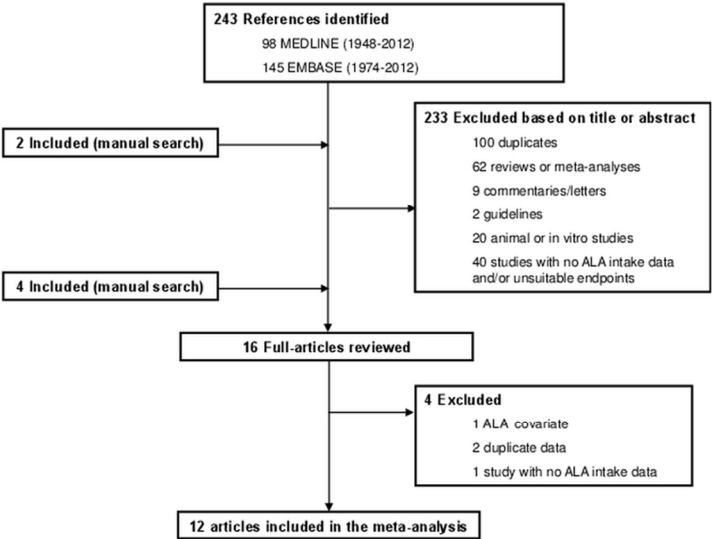 243 References identified
98 MEDLINE (1948-2012)
145 EMBASE (1974-2012)
2 Included (manual search)
233 Excluded based on title or abstract
100 duplicates
62 reviews or meta-analyses
9 commentaries/letters
2 guidelines
20 animal or in vitro studies
40 studies with no ALA intake data
and/or unsuitable endpoints
4 Included (manual search)
16 Full-articles reviewed
4 Excluded
1 ALA covariate
2 duplicate data
1 study with no ALA intake data
12 articles included in the meta-analysis